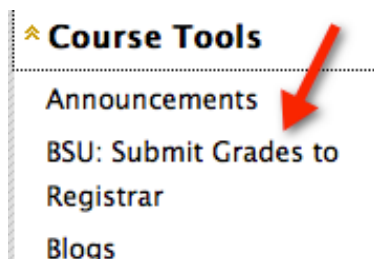 Course Tools
Announcements
BSU: Submit Grades to
Registrar
Blogs